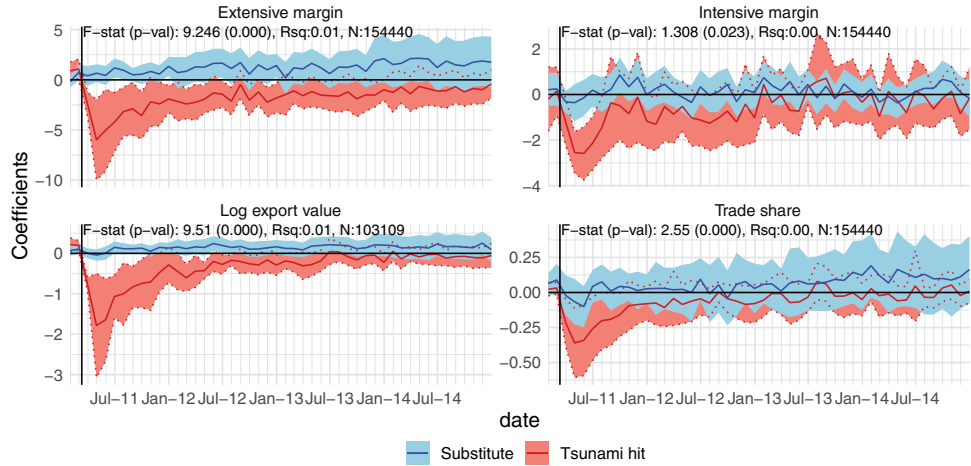 Extensive margin
Intensive margin
F-stat (p-val): 9.246 (0.000), Rsq:0.01, N:154440
F-stat (p-val): 1.308 (0.023), Rsq:0.00, N:154440
5
0
−5
−10
2
0
−2
−4
Coefficients
Log export value
Trade share
F-stat (p-val): 9.51 (0.000), Rsq:0.01, N:103109
F-stat (p-val): 2.55 (0.000), Rsq:0.00, N:154440
0
−1
−2
−3
0.25
0.00
−0.25
−0.50
Jul−11 Jan−12 Jul−12 Jan−13 Jul−13 Jan−14 Jul−14
Jul−11 Jan−12 Jul−12 Jan−13 Jul−13 Jan−14 Jul−14
date
Substitute Tsunami hit